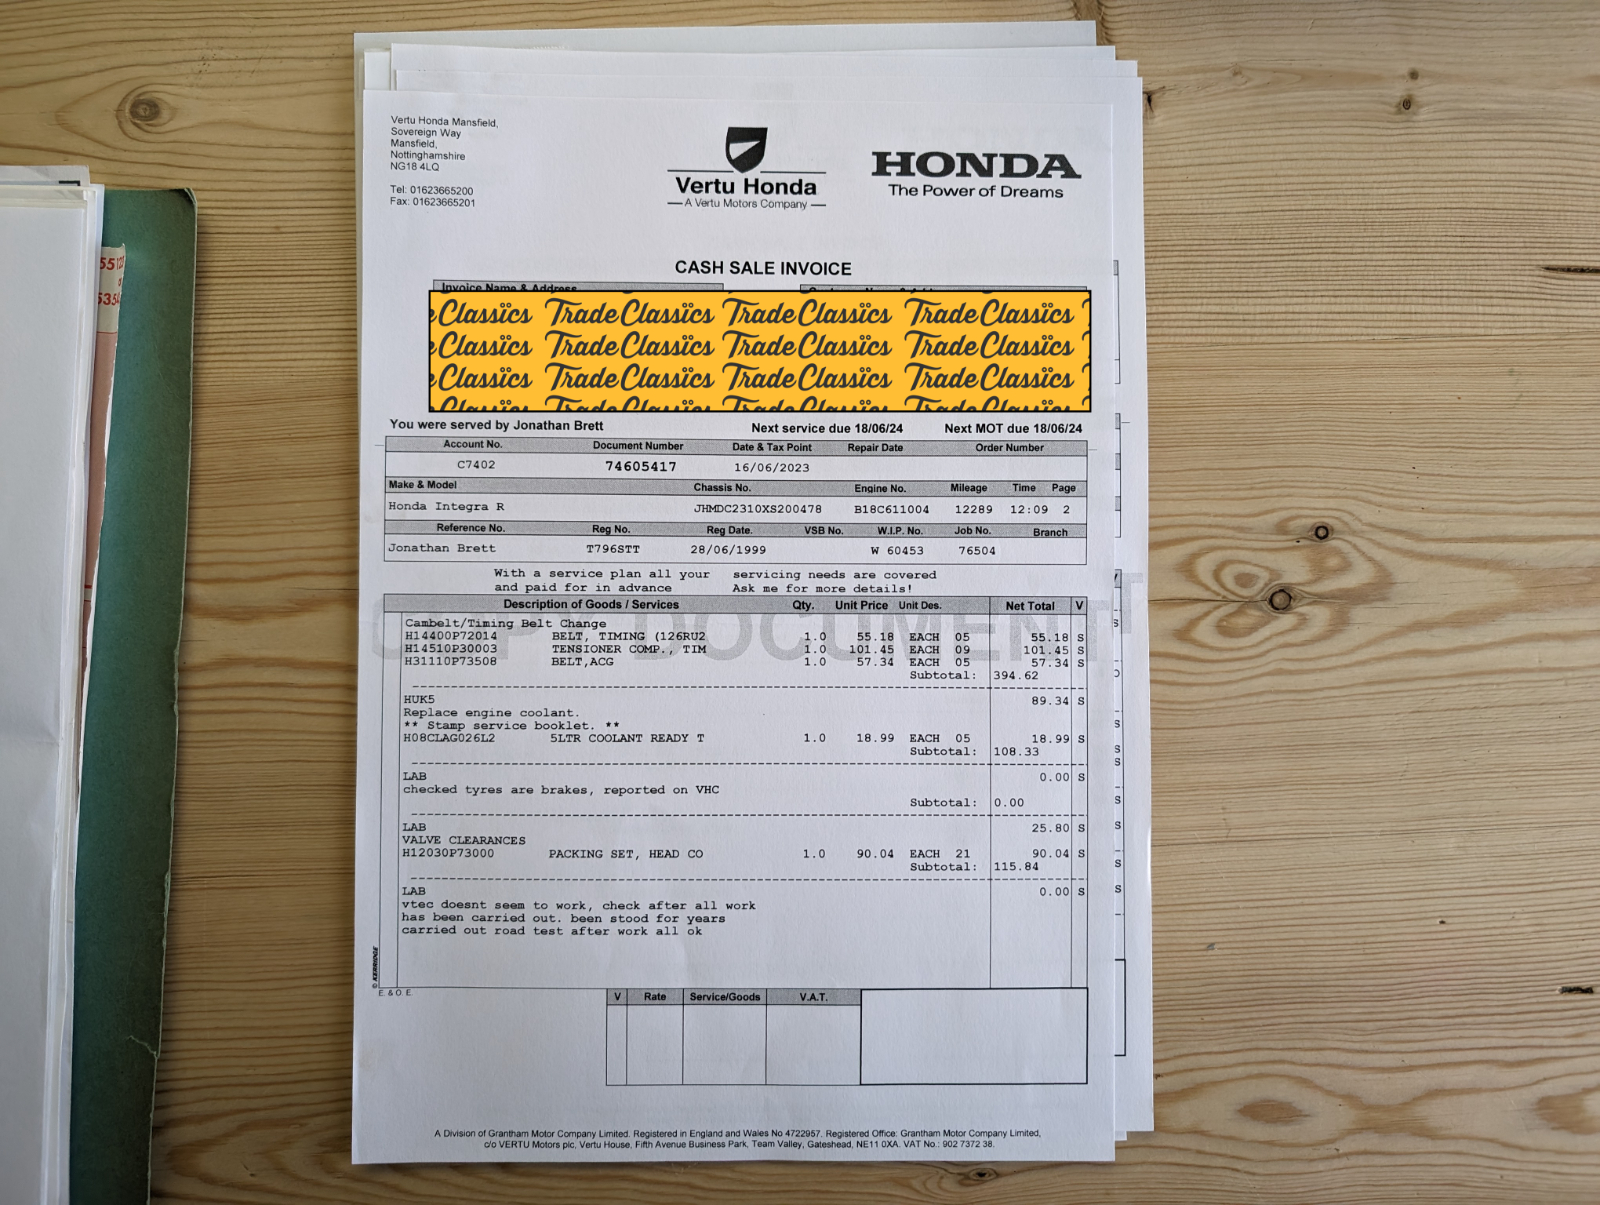 Vertu Honda Mansfield,
Sovereign Way
Mansfield,
Nottinghamshire
NG18 4LQ
Tel: 01623665200
Fax: 01623665201
Vertu Honda
A Vertu Motors Company
HONDA
The Power of Dreams
CASH SALE INVOICE
Invoice Name & Address
Classics Trade Classics Trade Classics Trade Classics
Classics Trade Classics Trade Classics Trade Classics
Classics Trade Classics Trade Classics Trade Classics
Classics Trade Classics Trade Classics Trade Classics
You were served by Jonathan Brett Next service due 18/06/24 Next MOT due 18/06/24
Account No. Document Number Date & Tax Point Repair Date Order Number
C7402 74605417 16/06/2023
Make & Model Chassis No. Engine No. Mileage Time Page
Honda Integra R JHMDC2310XS200478 B18C611004 12289 12:09 2
Reference No. Reg No. Reg Date. VSB No. W.I.P. No. Job No. Branch
Jonathan Brett T796STT 28/06/1999 W 60453 76504
With a service plan all your servicing needs are covered
and paid for in advance Ask me for more details!
DOCUMENT
Description of Goods / Services Qty. Unit Price Unit Des. Net Total V
Cambelt/Timing Belt Change
H14400P72014 BELT, TIMING (126RU2 1.0 55.18 EACH 05 55.18 S
H14510P30003 TENSIONER COMP., TIM 1.0 101.45 EACH 09 101.45 S
H31110P73508 BELT,ACG 1.0 57.34 EACH 05 57.34 S
Subtotal: 394.62
HUK5 89.34 S
Replace engine coolant.
** Stamp service booklet. **
H08CLAG026L2 5LTR COOLANT READY T 1.0 18.99 EACH 05 18.99 S
Subtotal: 108.33
LAB 0.00 S
checked tyres are brakes, reported on VHC
Subtotal: 0.00
LAB 25.80 S
VALVE CLEARANCES
H12030P73000 PACKING SET, HEAD CO 1.0 90.04 EACH 21 90.04 S
Subtotal: 115.84
LAB 0.00 S
vtec doesnt seem to work, check after all work
has been carried out. been stood for years
carried out road test after work all ok
© KERRIDGE
E. & O. E.
V Rate Service/Goods V.A.T.
A Division of Grantham Motor Company Limited. Registered in England and Wales No 4722957. Registered Office: Grantham Motor Company Limited,
c/o VERTU Motors plc, Vertu House, Fifth Avenue Business Park, Team Valley, Gateshead, NE11 0XA. VAT No.: 902 7372 38.